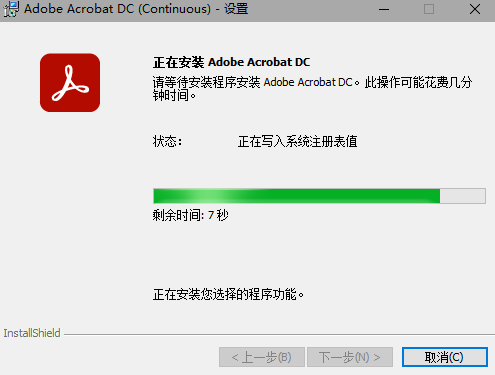 Adobe Acrobat DC (Continuous) - 设置
正在安装 Adobe Acrobat DC
请等待安装程序安装 Adobe Acrobat DC。此操作可能花费几分
钟时间。
状态： 正在写入系统注册表值
剩余时间: 7 秒
正在安装您选择的程序功能。
InstallShield
< 上一步(B) 下一步(N) > 取消(C)